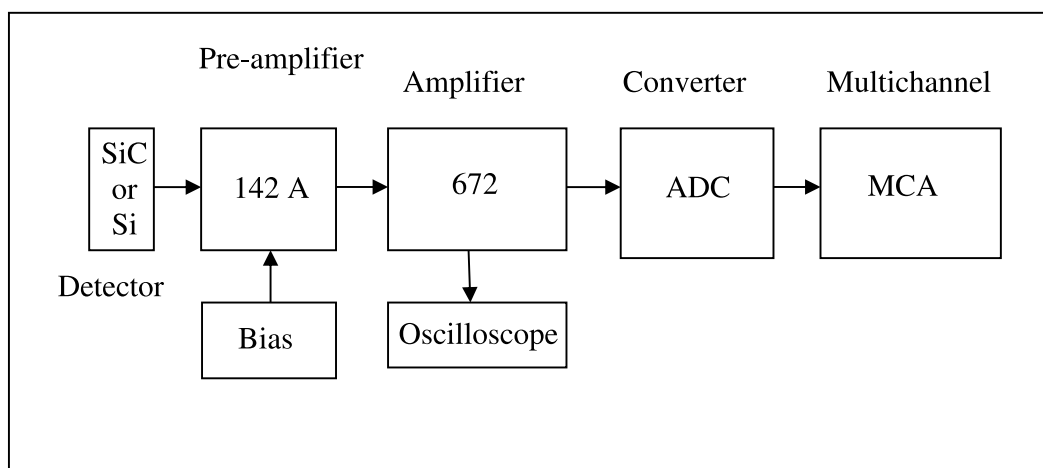 Pre-amplifier
Amplifier
Converter
Multichannel
SiC
or
Si
142 A
672
ADC
MCA
Detector
Bias
Oscilloscope